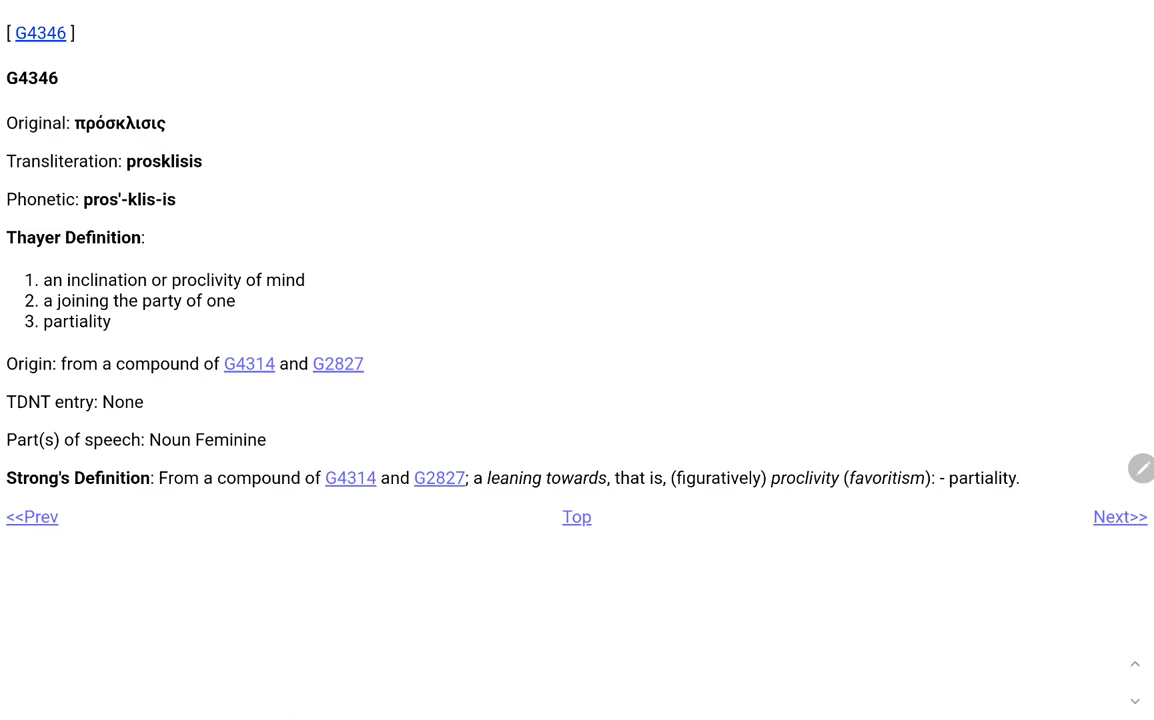 [ G4346 ]
G4346
Original: πρόσκλισις
Transliteration: prosklisis
Phonetic: pros'-klis-is
Thayer Definition:
1. an inclination or proclivity of mind
2. a joining the party of one
3. partiality
Origin: from a compound of G4314 and G2827
TDNT entry: None
Part(s) of speech: Noun Feminine
Strong's Definition: From a compound of G4314 and G2827; a leaning towards, that is, (figuratively) proclivity (favoritism): - partiality.
<<Prev Top Next>>